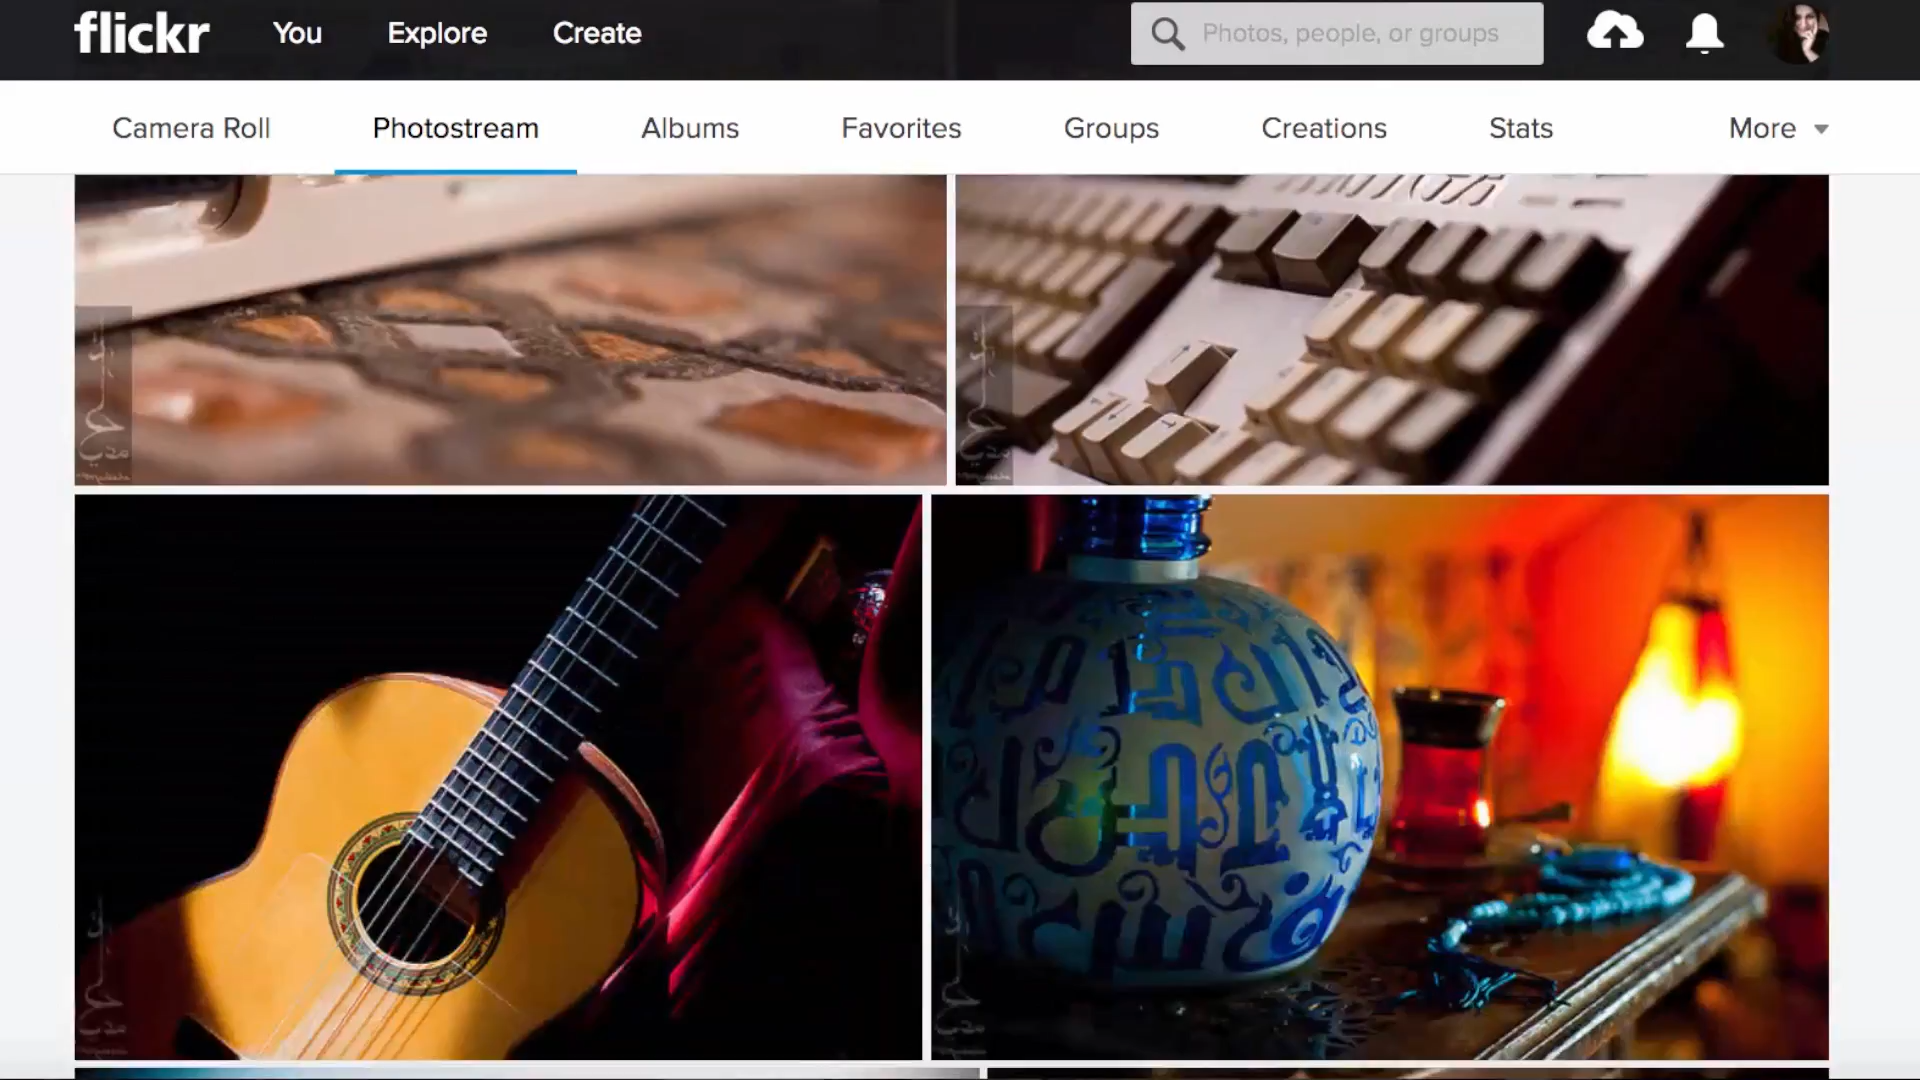 flickr
You
Explore
Create
Photos, people, or groups
Camera Roll
Photostream
Albums
Favorites
Groups
Creations
Stats
More